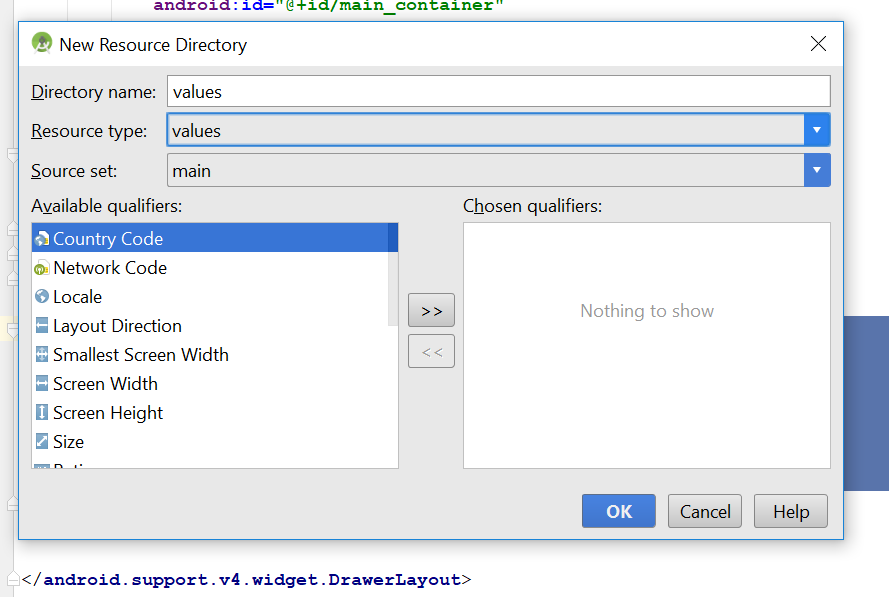 android:id="@+id/main_container"
New Resource Directory
Directory name: values
Resource type: values
Source set: main
Available qualifiers: Chosen qualifiers:
Country Code
Network Code
Locale
Layout Direction
Smallest Screen Width
Screen Width
Screen Height
Size
>>
<<
Nothing to show
OK Cancel Help
</android.support.v4.widget.DrawerLayout>